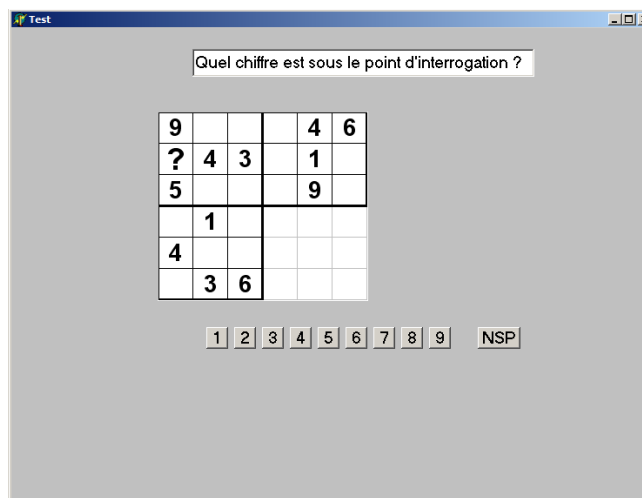 Test
Quel chiffre est sous le point d'interrogation ?
9 4 6
? 4 3 1
5 9
1
4
3 6
1 2 3 4 5 6 7 8 9 NSP